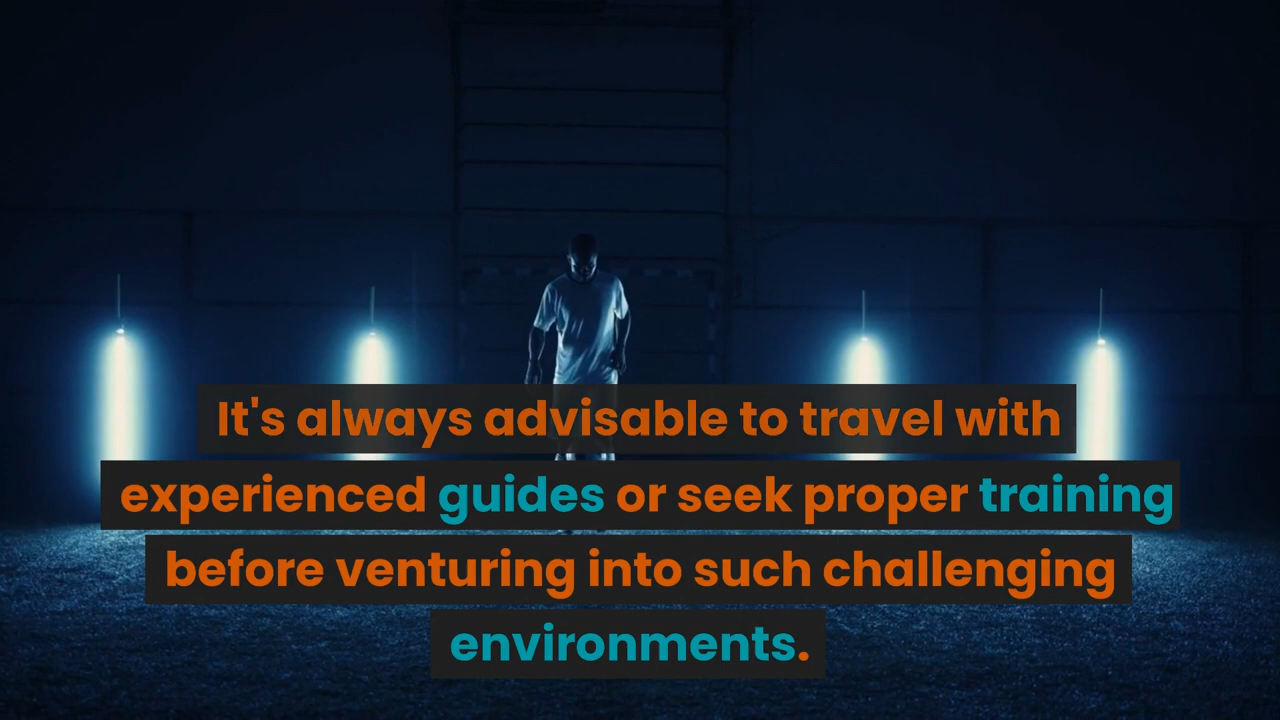 It's always advisable to travel with
experienced guides or seek proper training
before venturing into such challenging
environments.